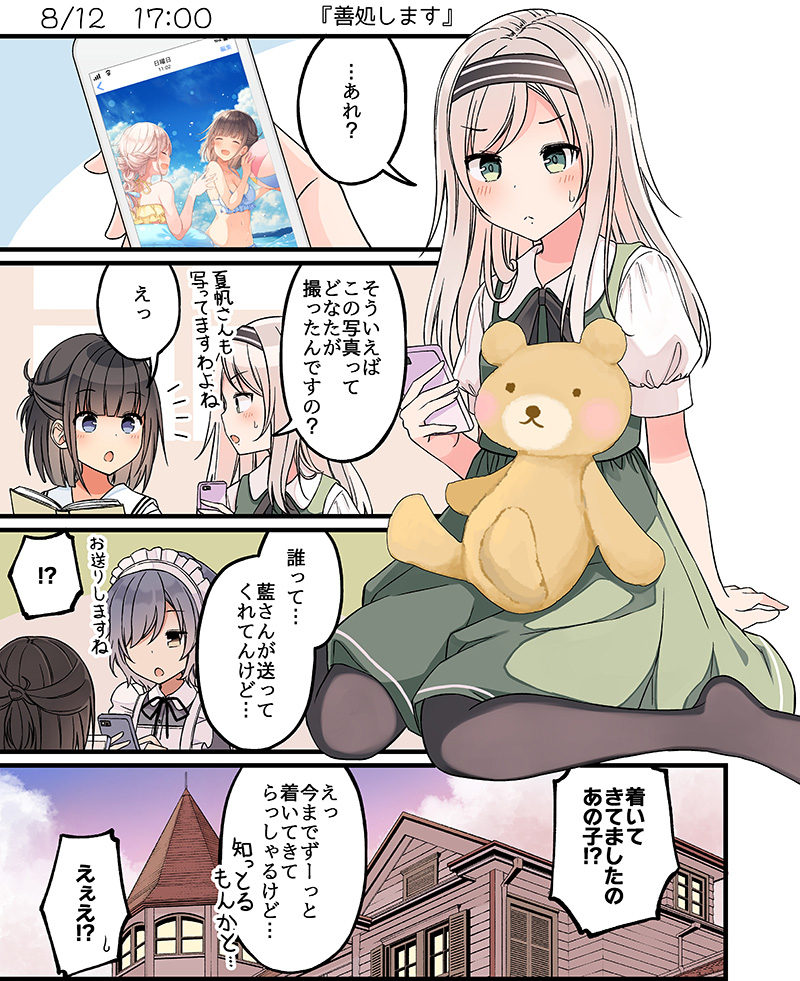 8/12 17:00
『善処します』
日曜日
11:02
編集
…あれ?
そういえば
この写真って
どなたが
撮ったんですの?
夏帆さんも
写ってますわよね
えっ
誰って…
藍さんが送って
くれてんけど…
お送りしますね
!?
着いて
きてましたの
あの子!?
えっ
今までずーっと
着いてきて
らっしゃるけど…
知っとる
もんかと…
えぇえ!?